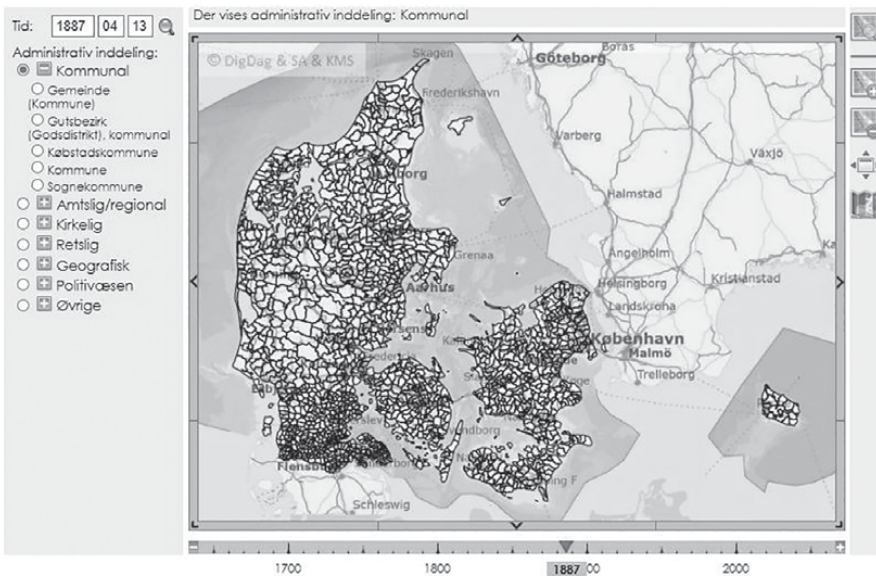 Tid: 1887 04 13
Administrativ inddeling:
Kommunal
Gemeinde
(Kommune)
Gutsbezirk
(Godsdistrikt), kommunal
Købstadskommune
Kommune
Sognekommune
Amtslig/regional
Kirkelig
Retslig
Geografisk
Politivæsen
Øvrige
Der vises administrativ inddeling: Kommunal
© DigDag & SA & KMS
Skagen
Borås
Göteborg
Frederikshavn
Varberg
Växjö
Halmstad
Grenaa
Ängelholm
Kristianstad
Helsingborg
Aarhus
Landskrona
København
Malmö
Trelleborg
Schleswig
1700
1800
1887
2000